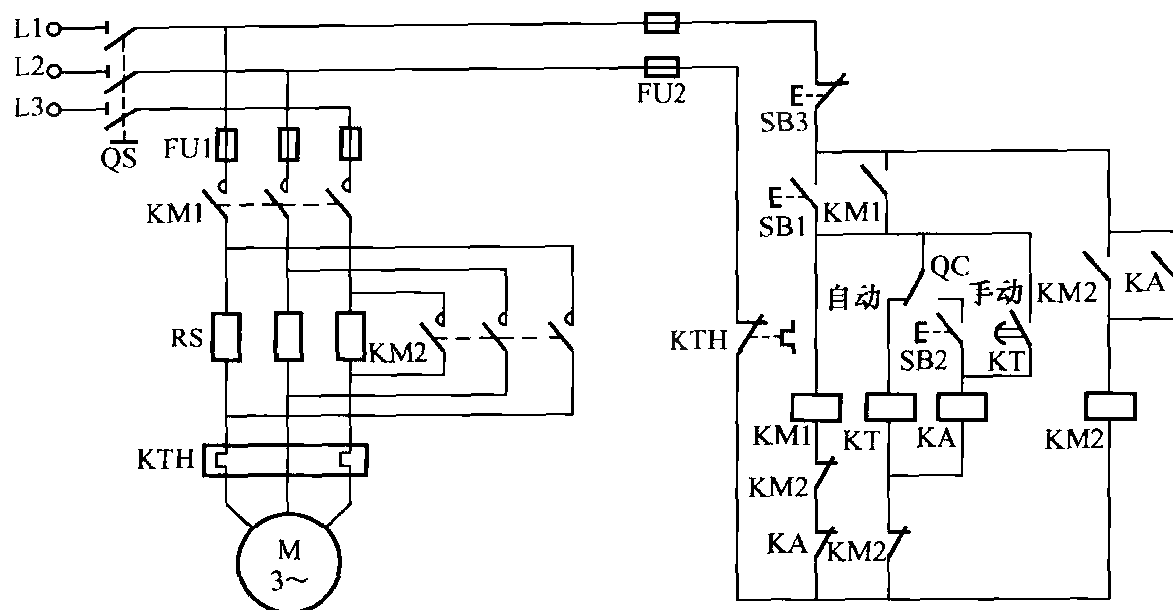 L1
L2
L3
QS
FU1
FU2
KM1
RS
KM2
KTH
M
3~
SB3
SB1
KM1
QC
自动
手动
KM2
KA
KTH
SB2
KT
KM1
KT
KA
KM2
KM2
KA
KM2